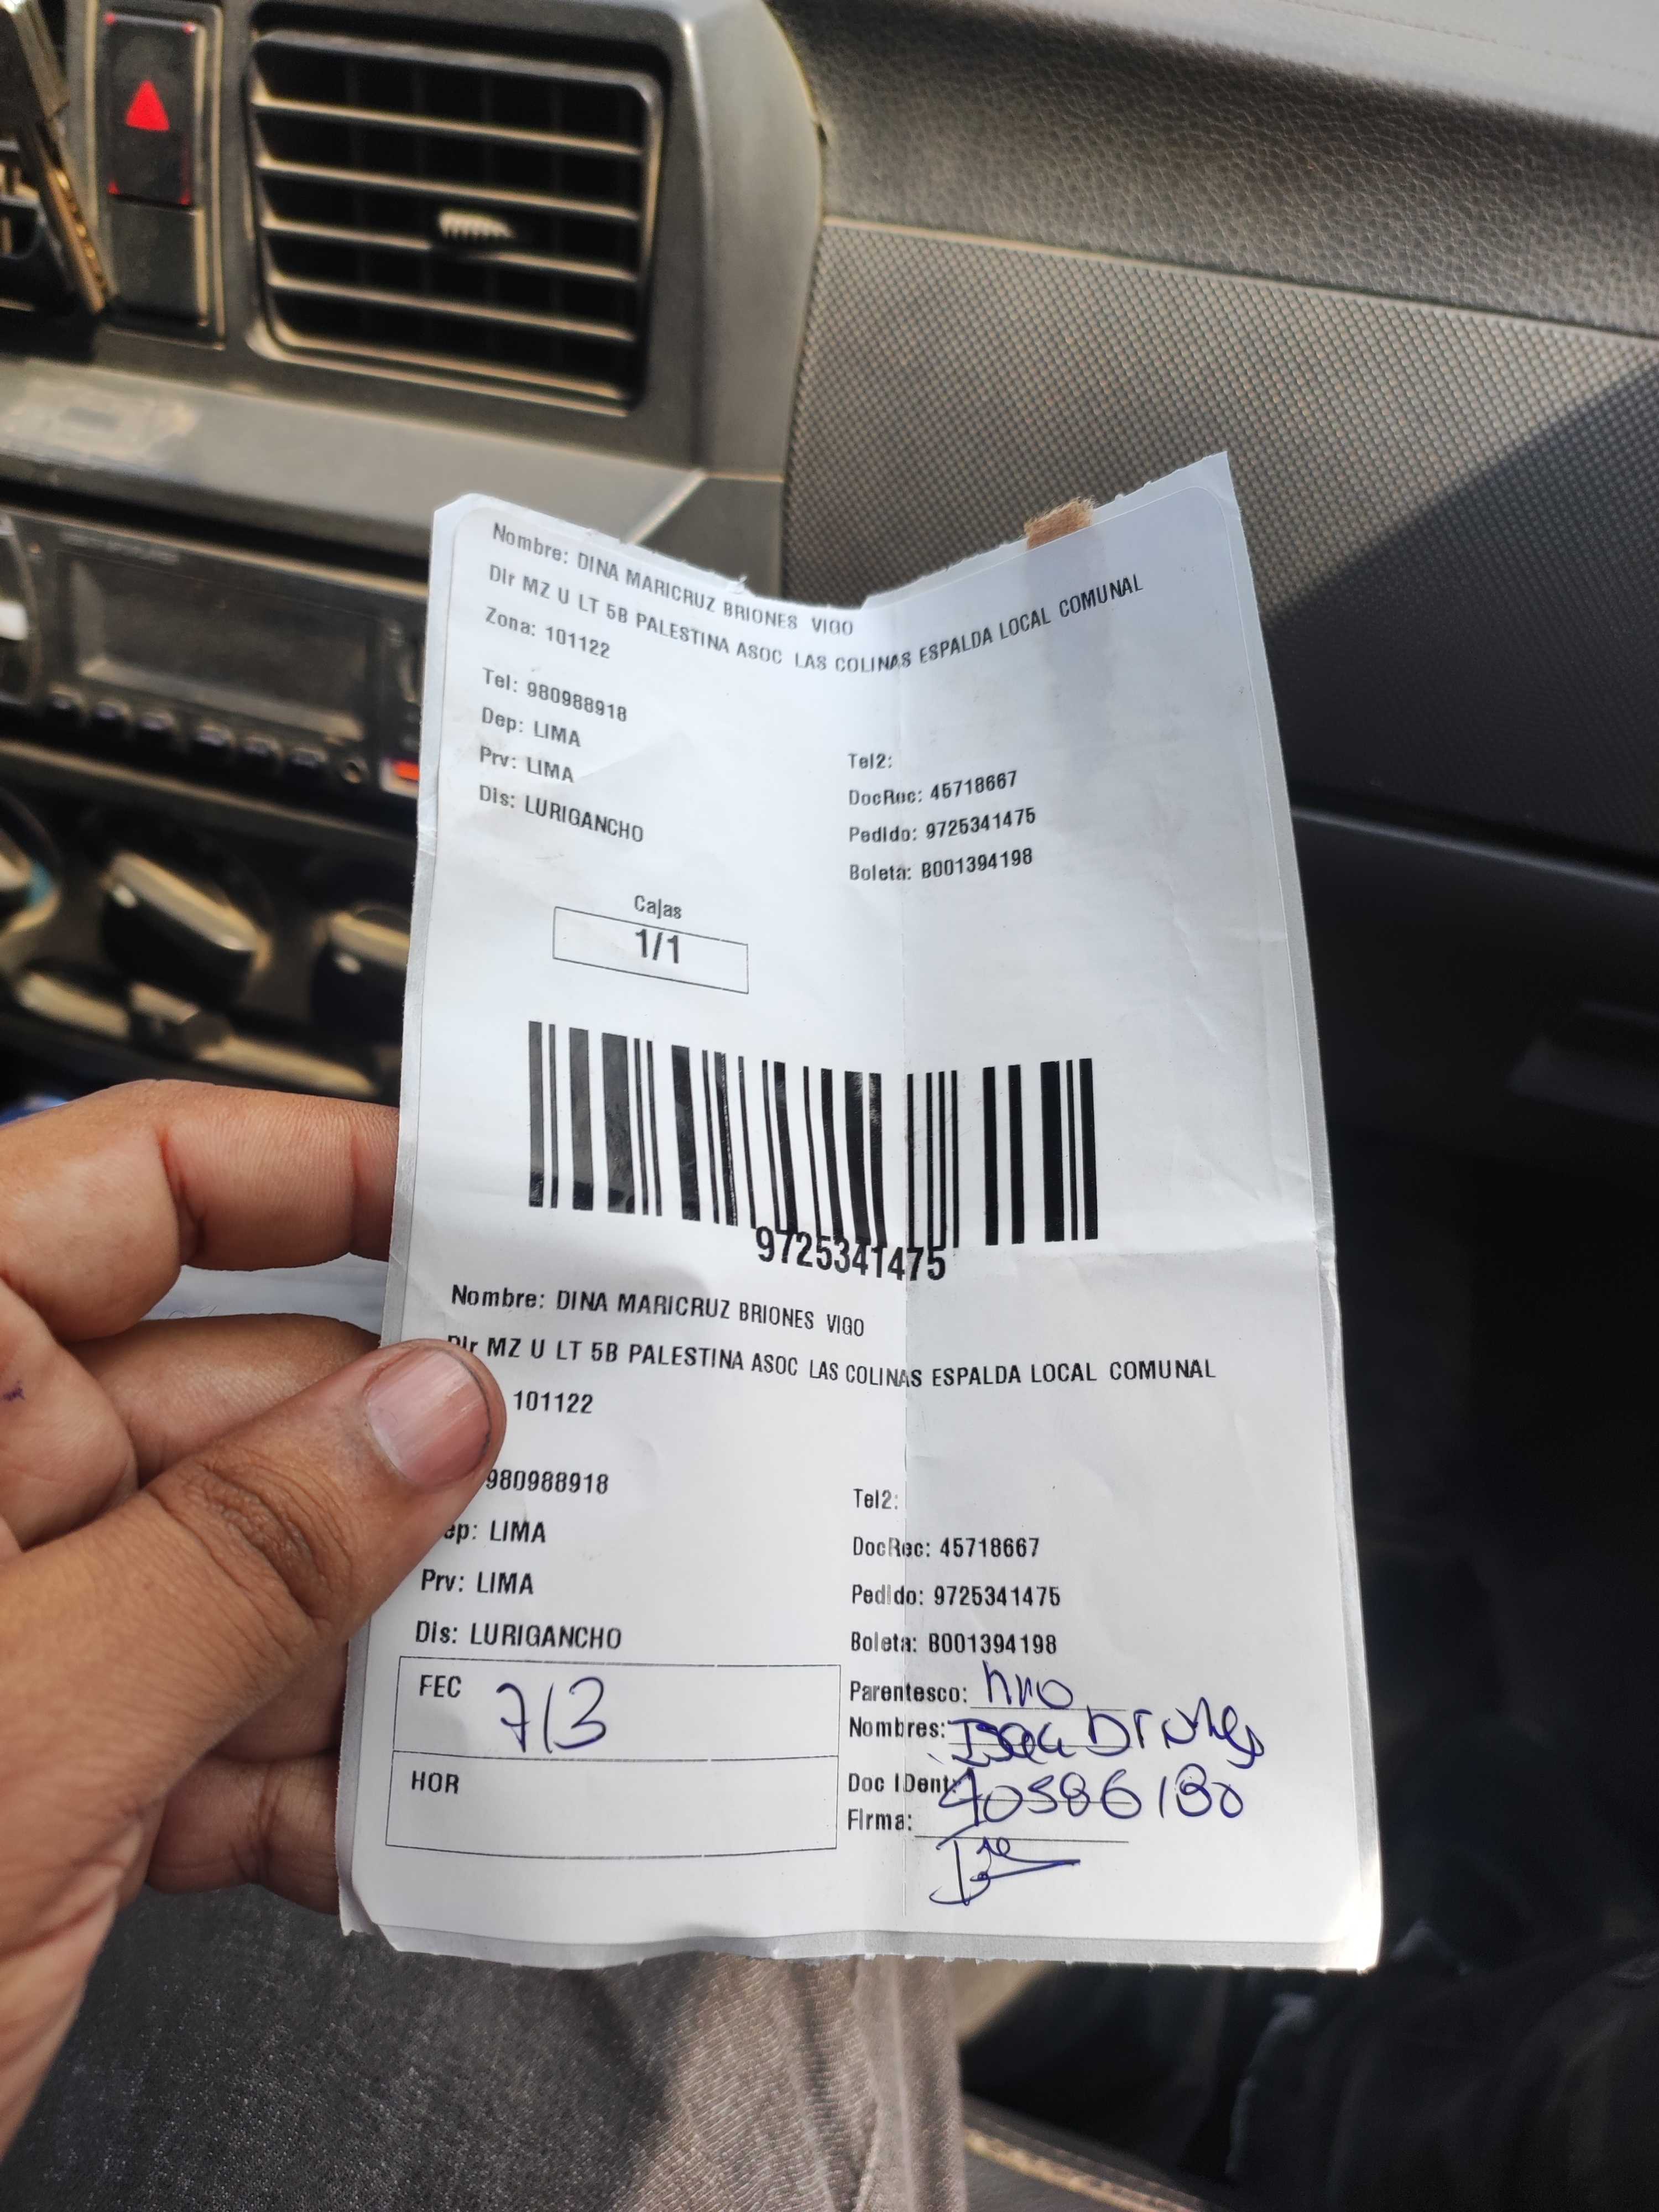 Nombre: DINA MARICRUZ BRIONES VIGO
Dir MZ U LT 5B PALESTINA ASOC LAS COLINAS ESPALDA LOCAL COMUNAL
Zona: 101122
Tel: 980988918
Dep: LIMA
Tel2:
Prv: LIMA
DocRec: 45718667
Dis: LURIGANCHO
Pedido: 9725341475
Boleta: B001394198
Cajas
1/1
9725341475
Nombre: DINA MARICRUZ BRIONES VIGO
Dir MZ U LT 5B PALESTINA ASOC LAS COLINAS ESPALDA LOCAL COMUNAL
101122
980988918
Tel2:
ep: LIMA
DocRec: 45718667
Prv: LIMA
Pedido: 9725341475
Dis: LURIGANCHO
Boleta: B001394198
FEC 7/3
Parentesco: hno
Nombres:
HOR
Doc IDent: 40586180
Firma: